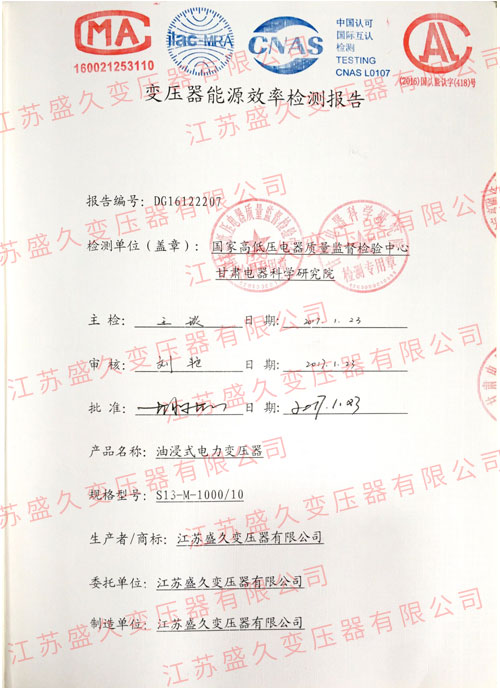 MA
160021253110
ilac-MRA
CNAS
中国认可
国际互认
检测
TESTING
CNAS L0107
CAL
(2016)国认监认字(418)号
变压器能源效率检测报告
报告编号: DG16122207
检测单位(盖章): 国家高低压电器质量监督检验中心
甘肃电器科学研究院
检测专用章
主检: 日期: 2017.1.23
审核: 刘艳 日期: 2017.1.23
批准: 日期: 2017.1.23
产品名称: 油浸式电力变压器
规格型号: S13-M-1000/10
生产者/商标: 江苏盛久变压器有限公司
委托单位: 江苏盛久变压器有限公司
制造单位: 江苏盛久变压器有限公司
江苏盛久变压器有限公司